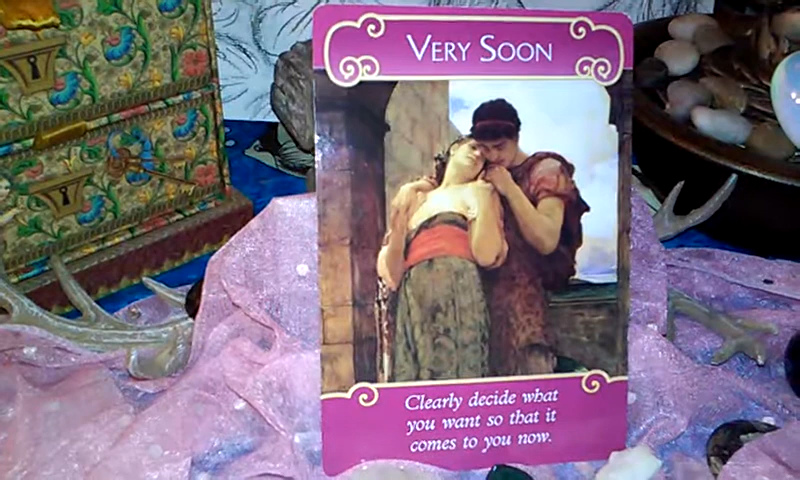 VERY SOON
Clearly decide what
you want so that it
comes to you now.